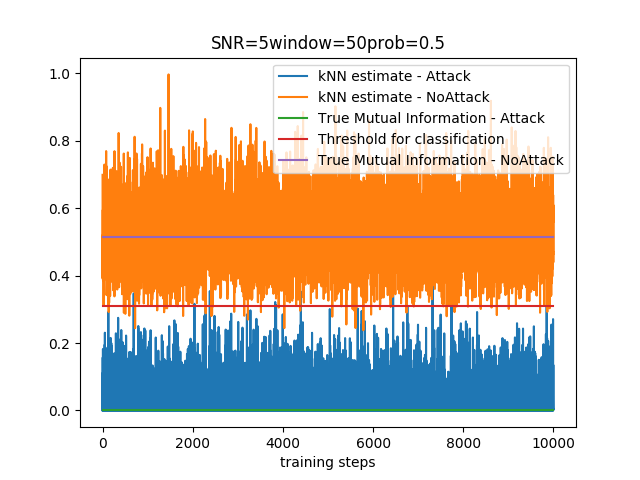 SNR=5window=50prob=0.5
kNN estimate - Attack
kNN estimate - NoAttack
True Mutual Information - Attack
Threshold for classification
True Mutual Information - NoAttack
1.0
0.8
0.6
0.4
0.2
0.0
0 2000 4000 6000 8000 10000
training steps